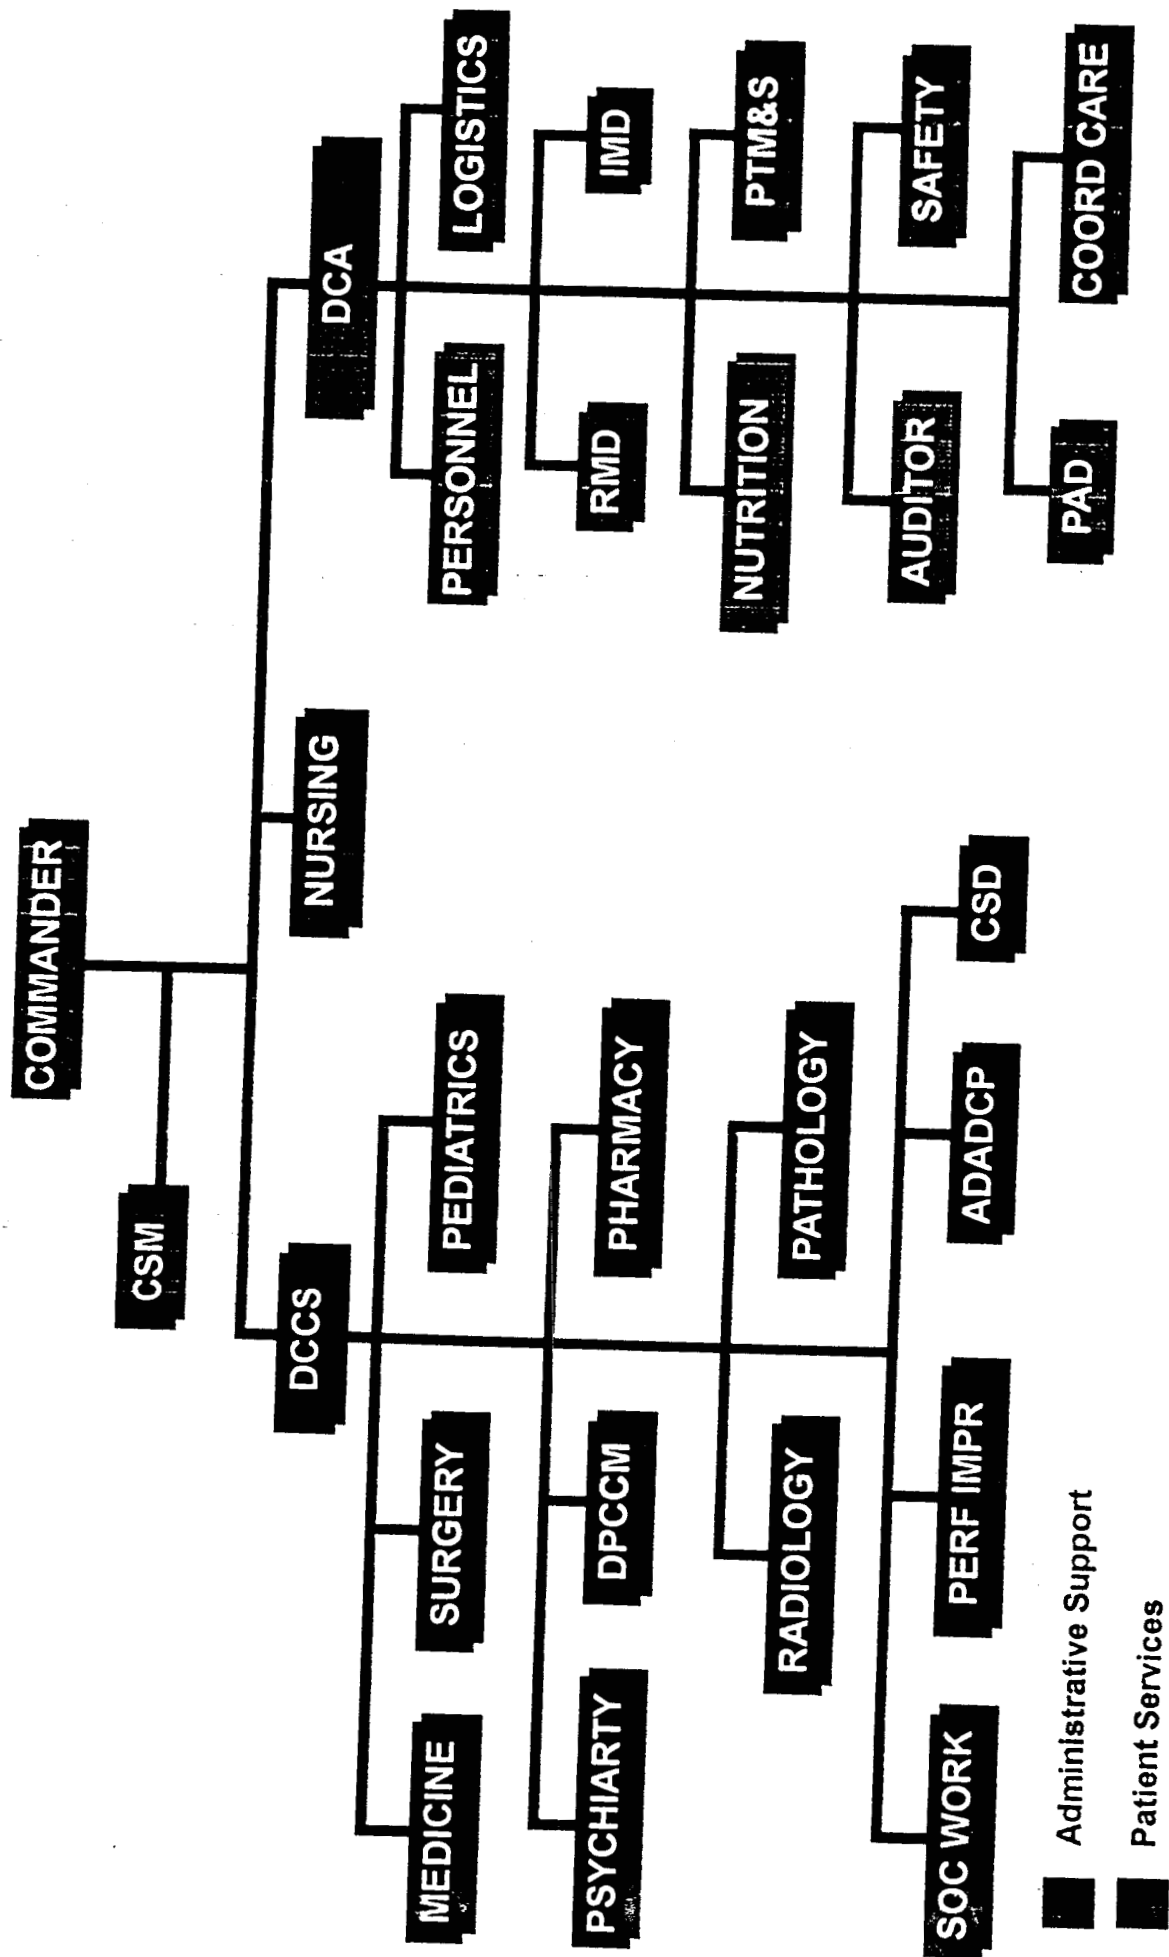 COMMANDER
CSM
DCCS
NURSING
DCA
MEDICINE
SURGERY
PEDIATRICS
PERSONNEL
LOGISTICS
PSYCHIARTY
DPCCM
PHARMACY
RMD
IMD
RADIOLOGY
PATHOLOGY
NUTRITION
PTM&S
SOC WORK
PERF IMPR
ADADCP
CSD
AUDITOR
SAFETY
PAD
COORD CARE
Administrative Support
Patient Services